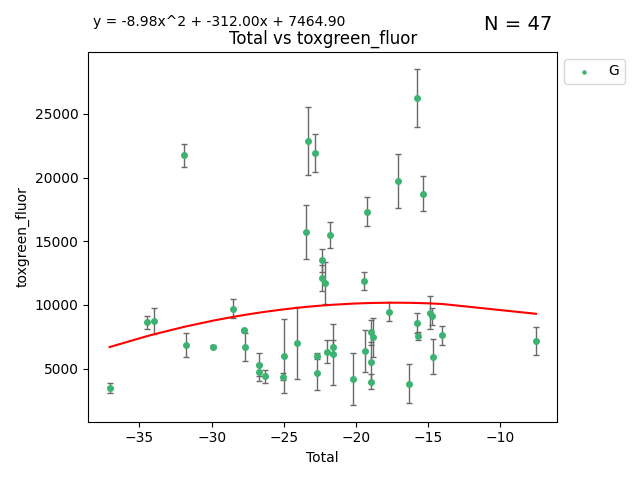 y = -8.98x^2 + -312.00x + 7464.90
N = 47
Total vs toxgreen_fluor
G
toxgreen_fluor
25000
20000
15000
10000
5000
−35
−30
−25
−20
−15
−10
Total